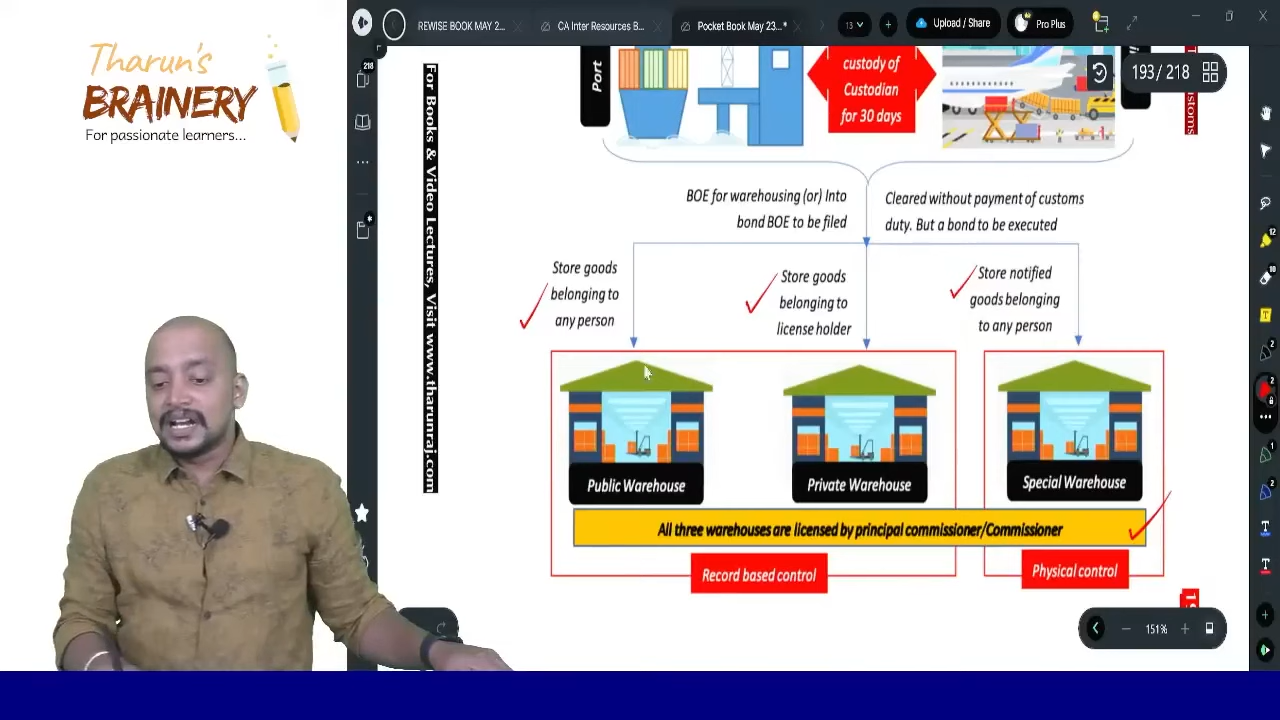 Tharun's
BRAINERY
For passionate learners...
REWISE BOOK MAY 2...
CA Inter Resources B...
Pocket Book May 23...*
13
Upload / Share
Pro Plus
218
193/218
For Books & Video Lectures, Visit www.tharunraj.com
Port
custody of
Custodian
for 30 days
BOE for warehousing (or) Into
bond BOE to be filed
Cleared without payment of customs
duty. But a bond to be executed
Store goods
belonging to
any person
Store goods
belonging to
license holder
Store notified
goods belonging
to any person
Public Warehouse
Private Warehouse
Special Warehouse
All three warehouses are licensed by principal commissioner/Commissioner
Record based control
Physical control
151%